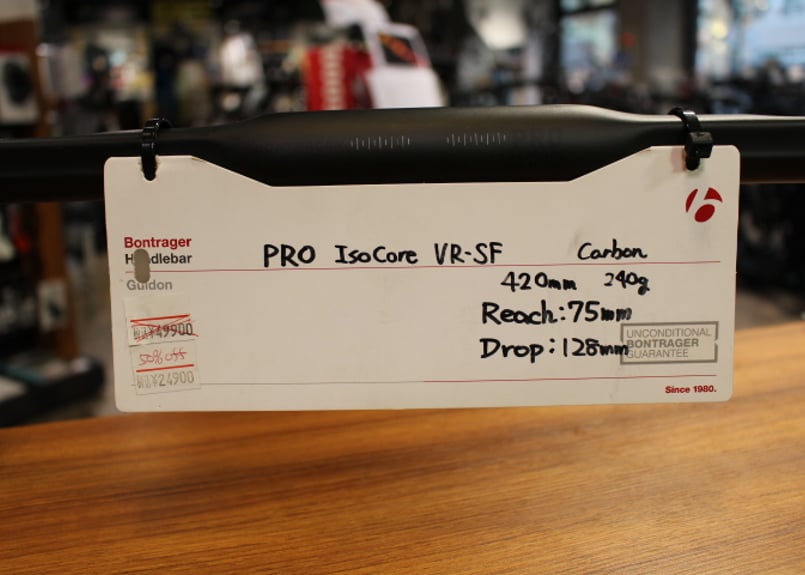 Bontrager
Handlebar
Guidon
PRO IsoCore VR-SF Carbon
420mm 240g
Reach:75mm
Drop:128mm
¥49900
50% off
¥24900
UNCONDITIONAL
BONTRAGER
GUARANTEE
Since 1980.